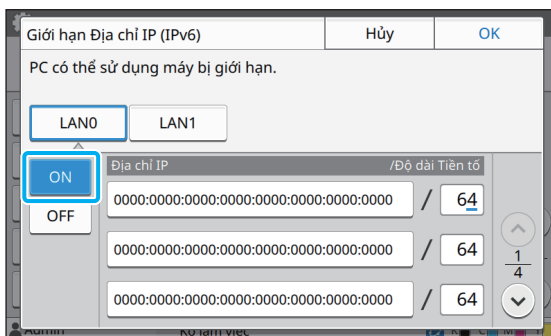 Giới hạn Địa chỉ IP (IPv6) Hủy OK
PC có thể sử dụng máy bị giới hạn.
LAN0 LAN1
Địa chỉ IP /Độ dài Tiền tố
ON
0000:0000:0000:0000:0000:0000:0000:0000 / 64
OFF
0000:0000:0000:0000:0000:0000:0000:0000 / 64
1
4
0000:0000:0000:0000:0000:0000:0000:0000 / 64
Admin